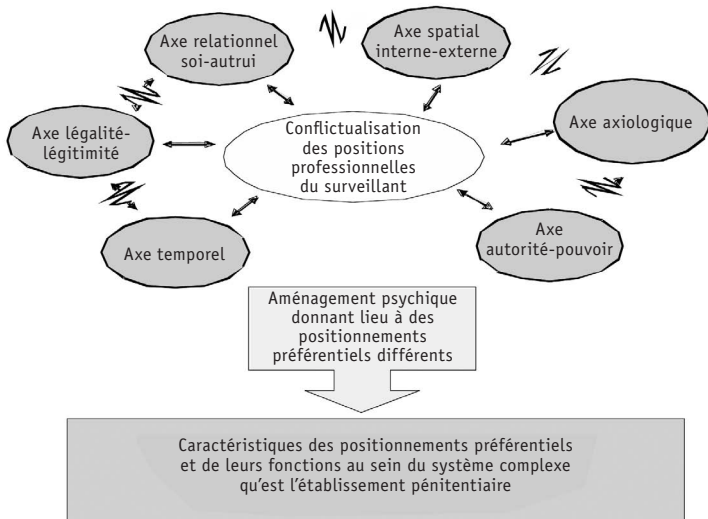 Axe relationnel
soi-autrui
Axe spatial
interne-externe
Axe légalité-
légitimité
Conflictualisation
des positions
professionnelles
du surveillant
Axe axiologique
Axe temporel
Axe
autorité-pouvoir
Aménagement psychique
donnant lieu à des
positionnements
préférentiels différents
Caractéristiques des positionnements préférentiels
et de leurs fonctions au sein du système complexe
qu'est l'établissement pénitentiaire